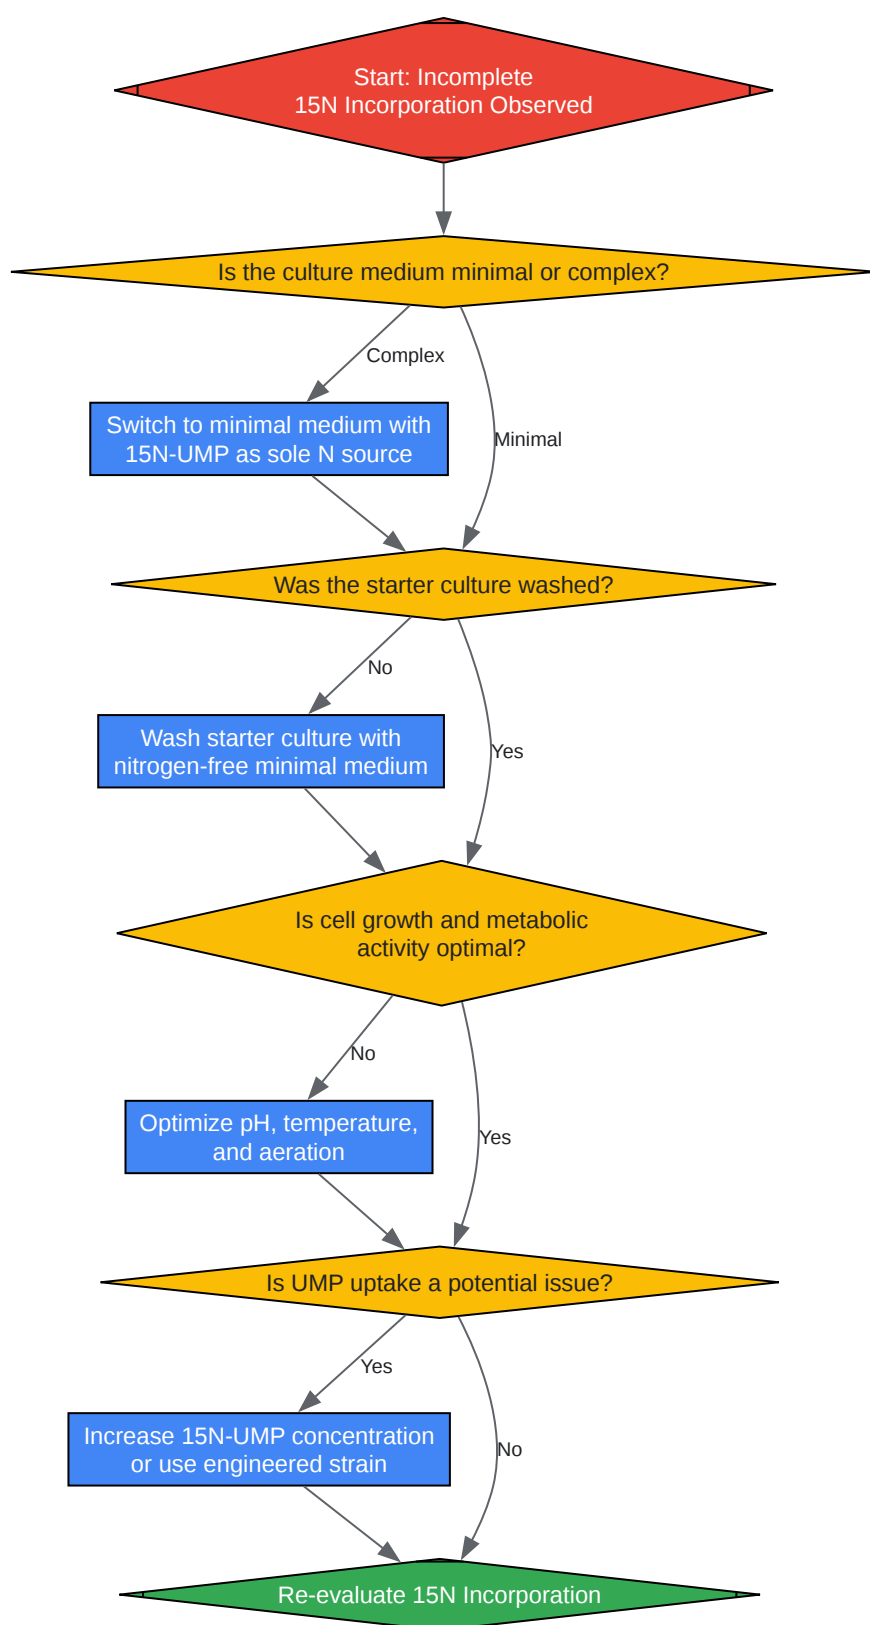 Start: Incomplete
15N Incorporation Observed
Is the culture medium minimal or complex?
Complex
Switch to minimal medium with
15N-UMP as sole N source
Minimal
Was the starter culture washed?
No
Wash starter culture with
nitrogen-free minimal medium
Yes
Is cell growth and metabolic
activity optimal?
No
Optimize pH, temperature,
and aeration
Yes
Is UMP uptake a potential issue?
Yes
Increase 15N-UMP concentration
or use engineered strain
No
Re-evaluate 15N Incorporation